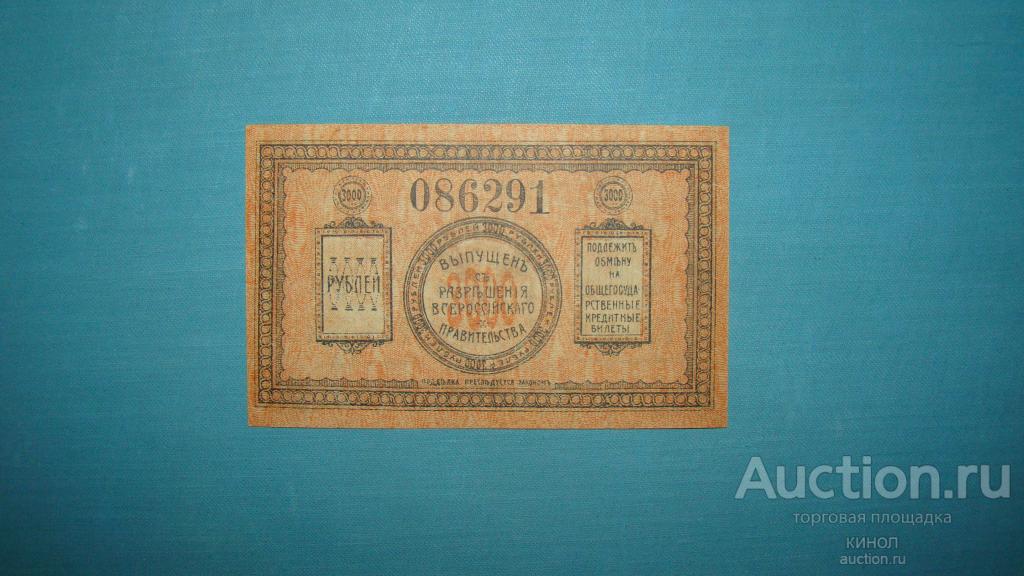 086291
3000
3000
РУБЛЕЙ
ВЫПУЩЕНЪ
СЪ
РАЗРѢШЕНІЯ
ВСЕРОССІЙСКАГО
ПРАВИТЕЛЬСТВА
3000
ПОДЛЕЖИТЪ
ОБМѢНУ
НА
ОБЩЕГОСУДА
РСТВЕННЫЕ
КРЕДИТНЫЕ
БИЛЕТЫ
ПОДДѢЛКА ПРЕСЛѢДУЕТСЯ ЗАКОНОМЪ
Auction.ru
торговая площадка
КИНОЛ
auction.ru